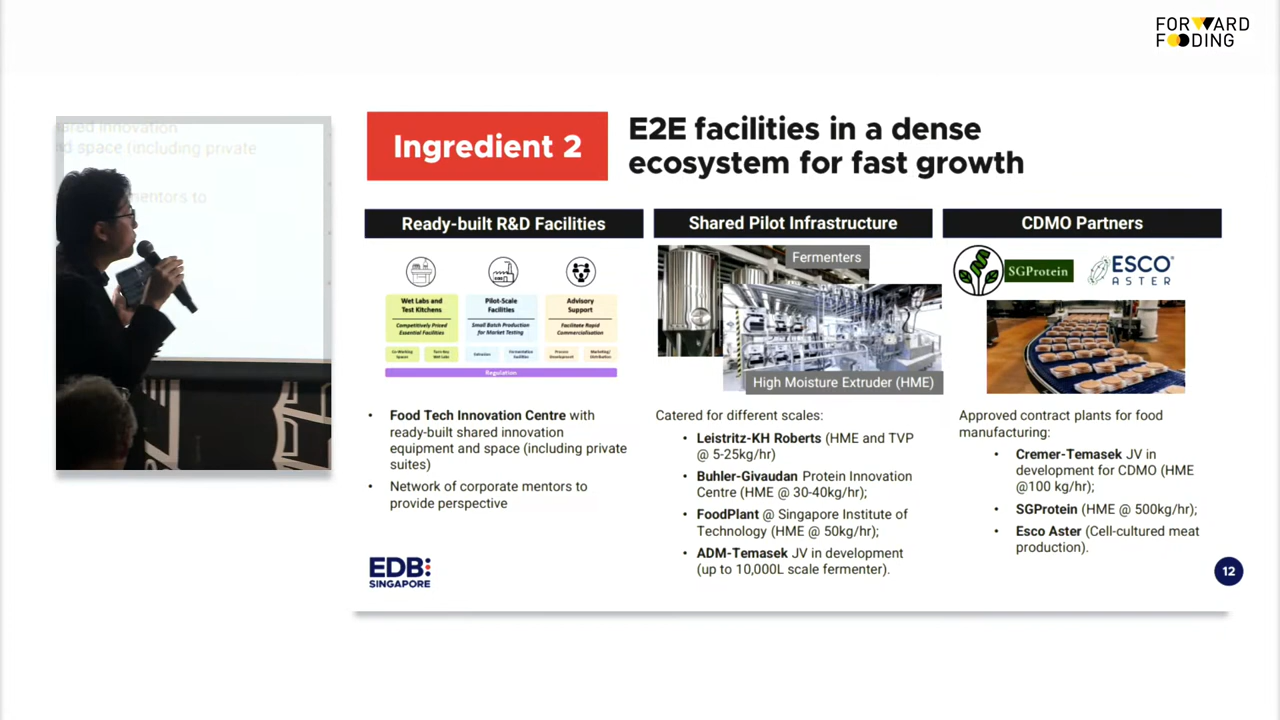 FORWARD
FOODING
ared innovation
d space (including private
entors to
Ingredient 2
E2E facilities in a dense
ecosystem for fast growth
Ready-built R&D Facilities
Wet Labs and
Test Kitchens
Competitively Priced
Essential Facilities
Co-Working
Spaces
Turn-Key
Wet Labs
Pilot-Scale
Facilities
Small Batch Production
for Market Testing
Extrusion
Fermentation
Facilities
Advisory
Support
Facilitate Rapid
Commercialisation
Process
Development
Marketing/
Distribution
Regulation
• Food Tech Innovation Centre with
ready-built shared innovation
equipment and space (including private
suites)
• Network of corporate mentors to
provide perspective
Shared Pilot Infrastructure
Fermenters
High Moisture Extruder (HME)
Catered for different scales:
• Leistritz-KH Roberts (HME and TVP
@ 5-25kg/hr)
• Buhler-Givaudan Protein Innovation
Centre (HME @ 30-40kg/hr);
• FoodPlant @ Singapore Institute of
Technology (HME @ 50kg/hr);
• ADM-Temasek JV in development
(up to 10,000L scale fermenter).
CDMO Partners
SGProtein
ESCO
ASTER
Approved contract plants for food
manufacturing:
• Cremer-Temasek JV in
development for CDMO (HME
@100 kg/hr);
• SGProtein (HME @ 500kg/hr);
• Esco Aster (Cell-cultured meat
production).
EDB:
SINGAPORE
12